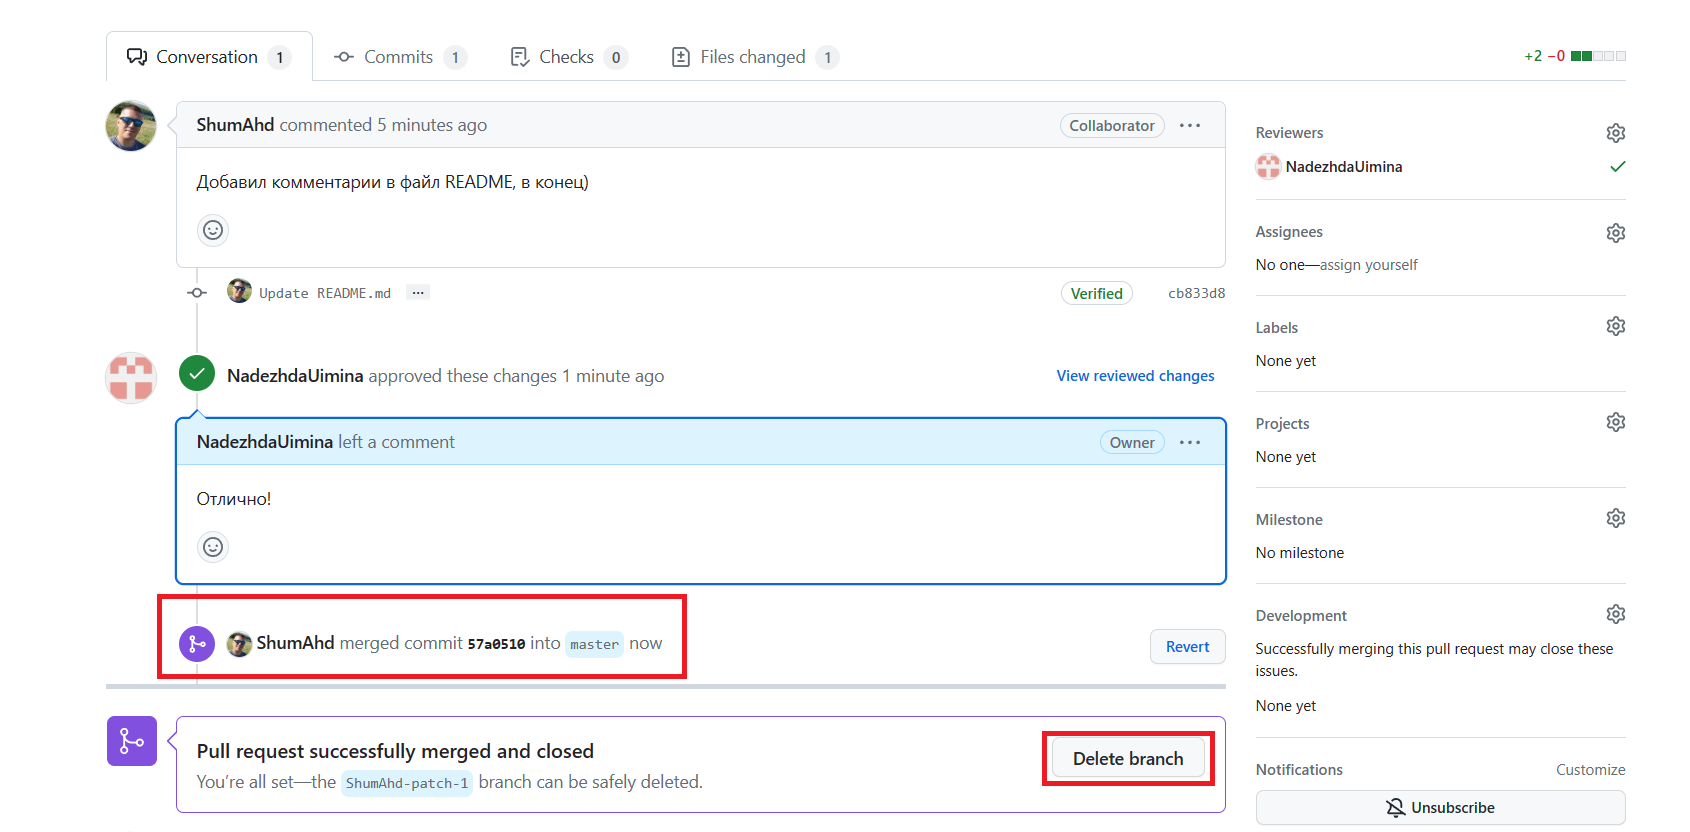 Conversation 1 Commits 1 Checks 0 Files changed 1 +2 −0
ShumAhd commented 5 minutes ago Collaborator ...
Добавил комментарии в файл README, в конец)
Update README.md ... Verified cb833d8
NadezhdaUimina approved these changes 1 minute ago View reviewed changes
NadezhdaUimina left a comment Owner ...
Отлично!
ShumAhd merged commit 57a0510 into master now Revert
Pull request successfully merged and closed
You’re all set—the ShumAhd-patch-1 branch can be safely deleted.
Delete branch
Reviewers
NadezhdaUimina
Assignees
No one—assign yourself
Labels
None yet
Projects
None yet
Milestone
No milestone
Development
Successfully merging this pull request may close these
issues.
None yet
Notifications Customize
Unsubscribe